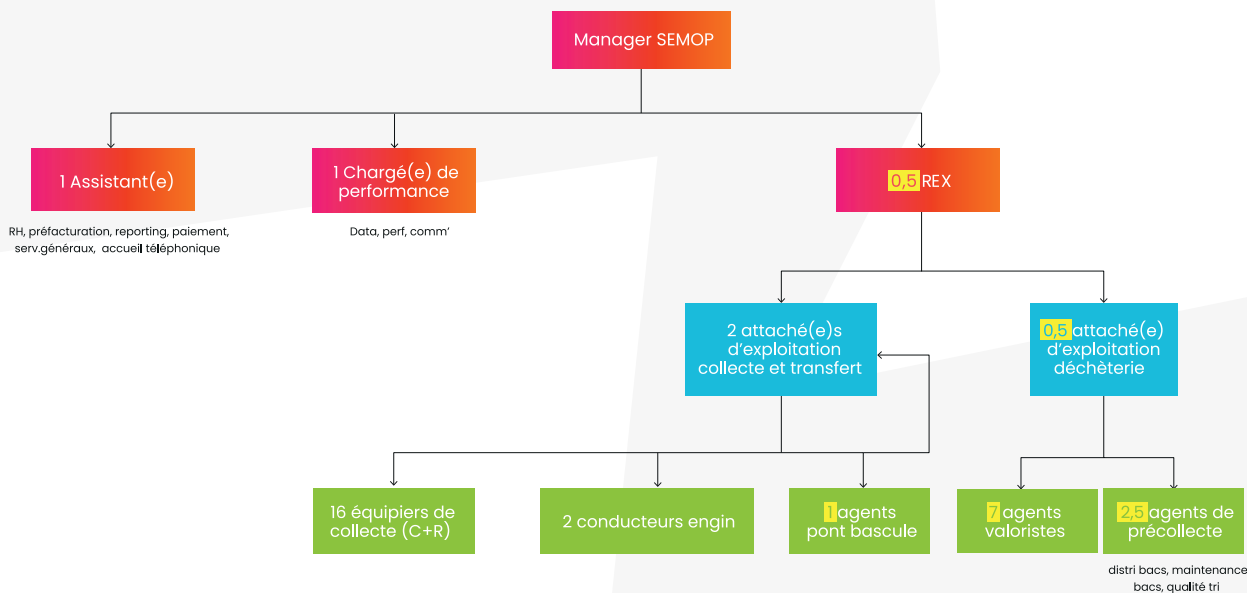 Manager SEMOP
1 Assistant(e)
RH, préfacturation, reporting, paiement,
serv.généraux, accueil téléphonique
1 Chargé(e) de
performance
Data, perf, comm’
0,5 REX
2 attaché(e)s
d’exploitation
collecte et transfert
0,5 attaché(e)
d’exploitation
déchèterie
16 équipiers de
collecte (C+R)
2 conducteurs engin
1 agents
pont bascule
7 agents
valoristes
2,5 agents de
précollecte
distri bacs, maintenance
bacs, qualité tri